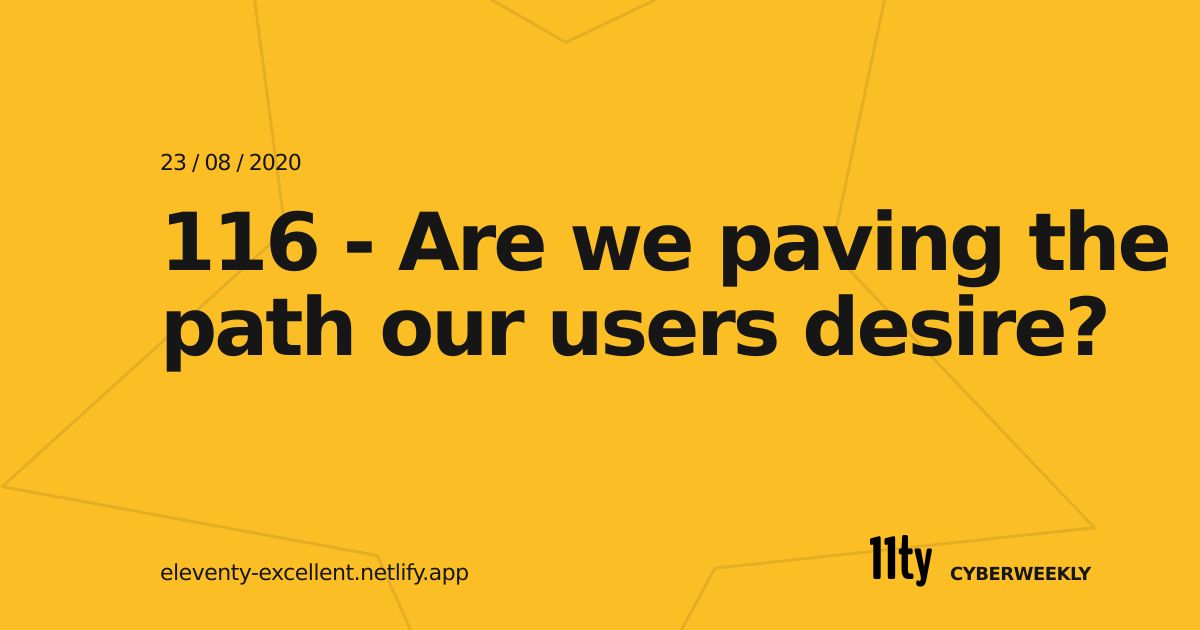 23 / 08 / 2020
116 - Are we paving the
path our users desire?
eleventy-excellent.netlify.app
11ty CYBERWEEKLY